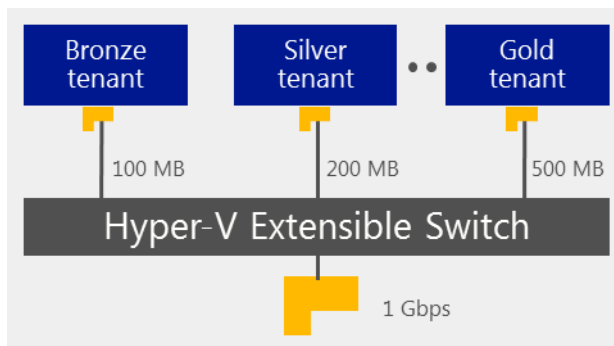 Bronze
tenant
Silver
tenant
Gold
tenant
100 MB
200 MB
500 MB
Hyper-V Extensible Switch
1 Gbps